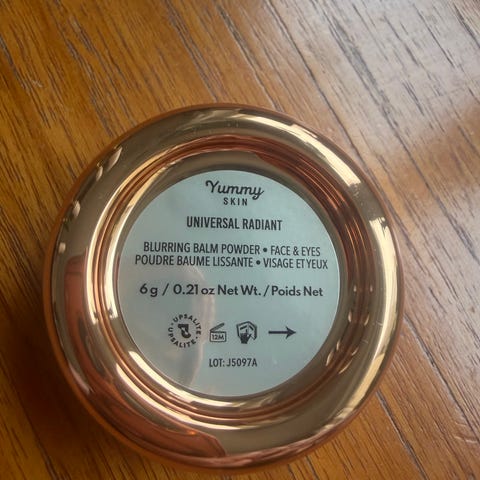 Yummy
SKIN
UNIVERSAL RADIANT
BLURRING BALM POWDER • FACE & EYES
POUDRE BAUME LISSANTE • VISAGE ET YEUX
6 g / 0.21 oz Net Wt. / Poids Net
UPSALITE • UPSALITE •
12M
LOT: J5097A